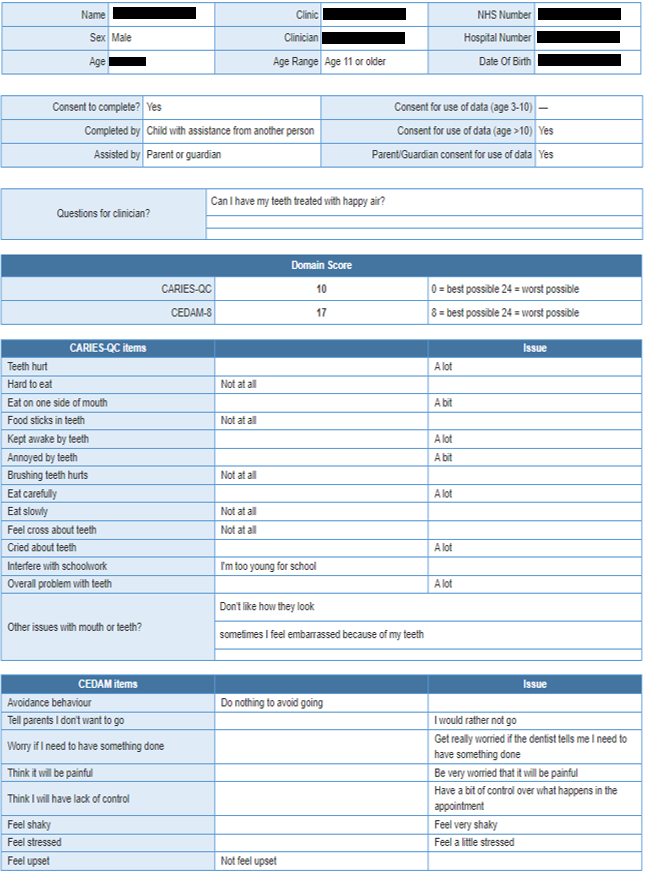 Name Clinic NHS Number
Sex Male Clinician Hospital Number
Age Age Range Age 11 or older Date Of Birth
Consent to complete? Yes Consent for use of data (age 3-10) —
Completed by Child with assistance from another person Consent for use of data (age >10) Yes
Assisted by Parent or guardian Parent/Guardian consent for use of data Yes
Questions for clinician? Can I have my teeth treated with happy air?
Domain Score
CARIES-QC 10 0 = best possible 24 = worst possible
CEDAM-8 17 8 = best possible 24 = worst possible
CARIES-QC items Issue
Teeth hurt A lot
Hard to eat Not at all
Eat on one side of mouth A bit
Food sticks in teeth Not at all
Kept awake by teeth A lot
Annoyed by teeth A bit
Brushing teeth hurts Not at all
Eat carefully A lot
Eat slowly Not at all
Feel cross about teeth Not at all
Cried about teeth A lot
Interfere with schoolwork I'm too young for school
Overall problem with teeth A lot
Other issues with mouth or teeth? Don't like how they look
sometimes I feel embarrassed because of my teeth
CEDAM items Issue
Avoidance behaviour Do nothing to avoid going
Tell parents I don't want to go I would rather not go
Worry if I need to have something done Get really worried if the dentist tells me I need to
have something done
Think it will be painful Be very worried that it will be painful
Think I will have lack of control Have a bit of control over what happens in the
appointment
Feel shaky Feel very shaky
Feel stressed Feel a little stressed
Feel upset Not feel upset